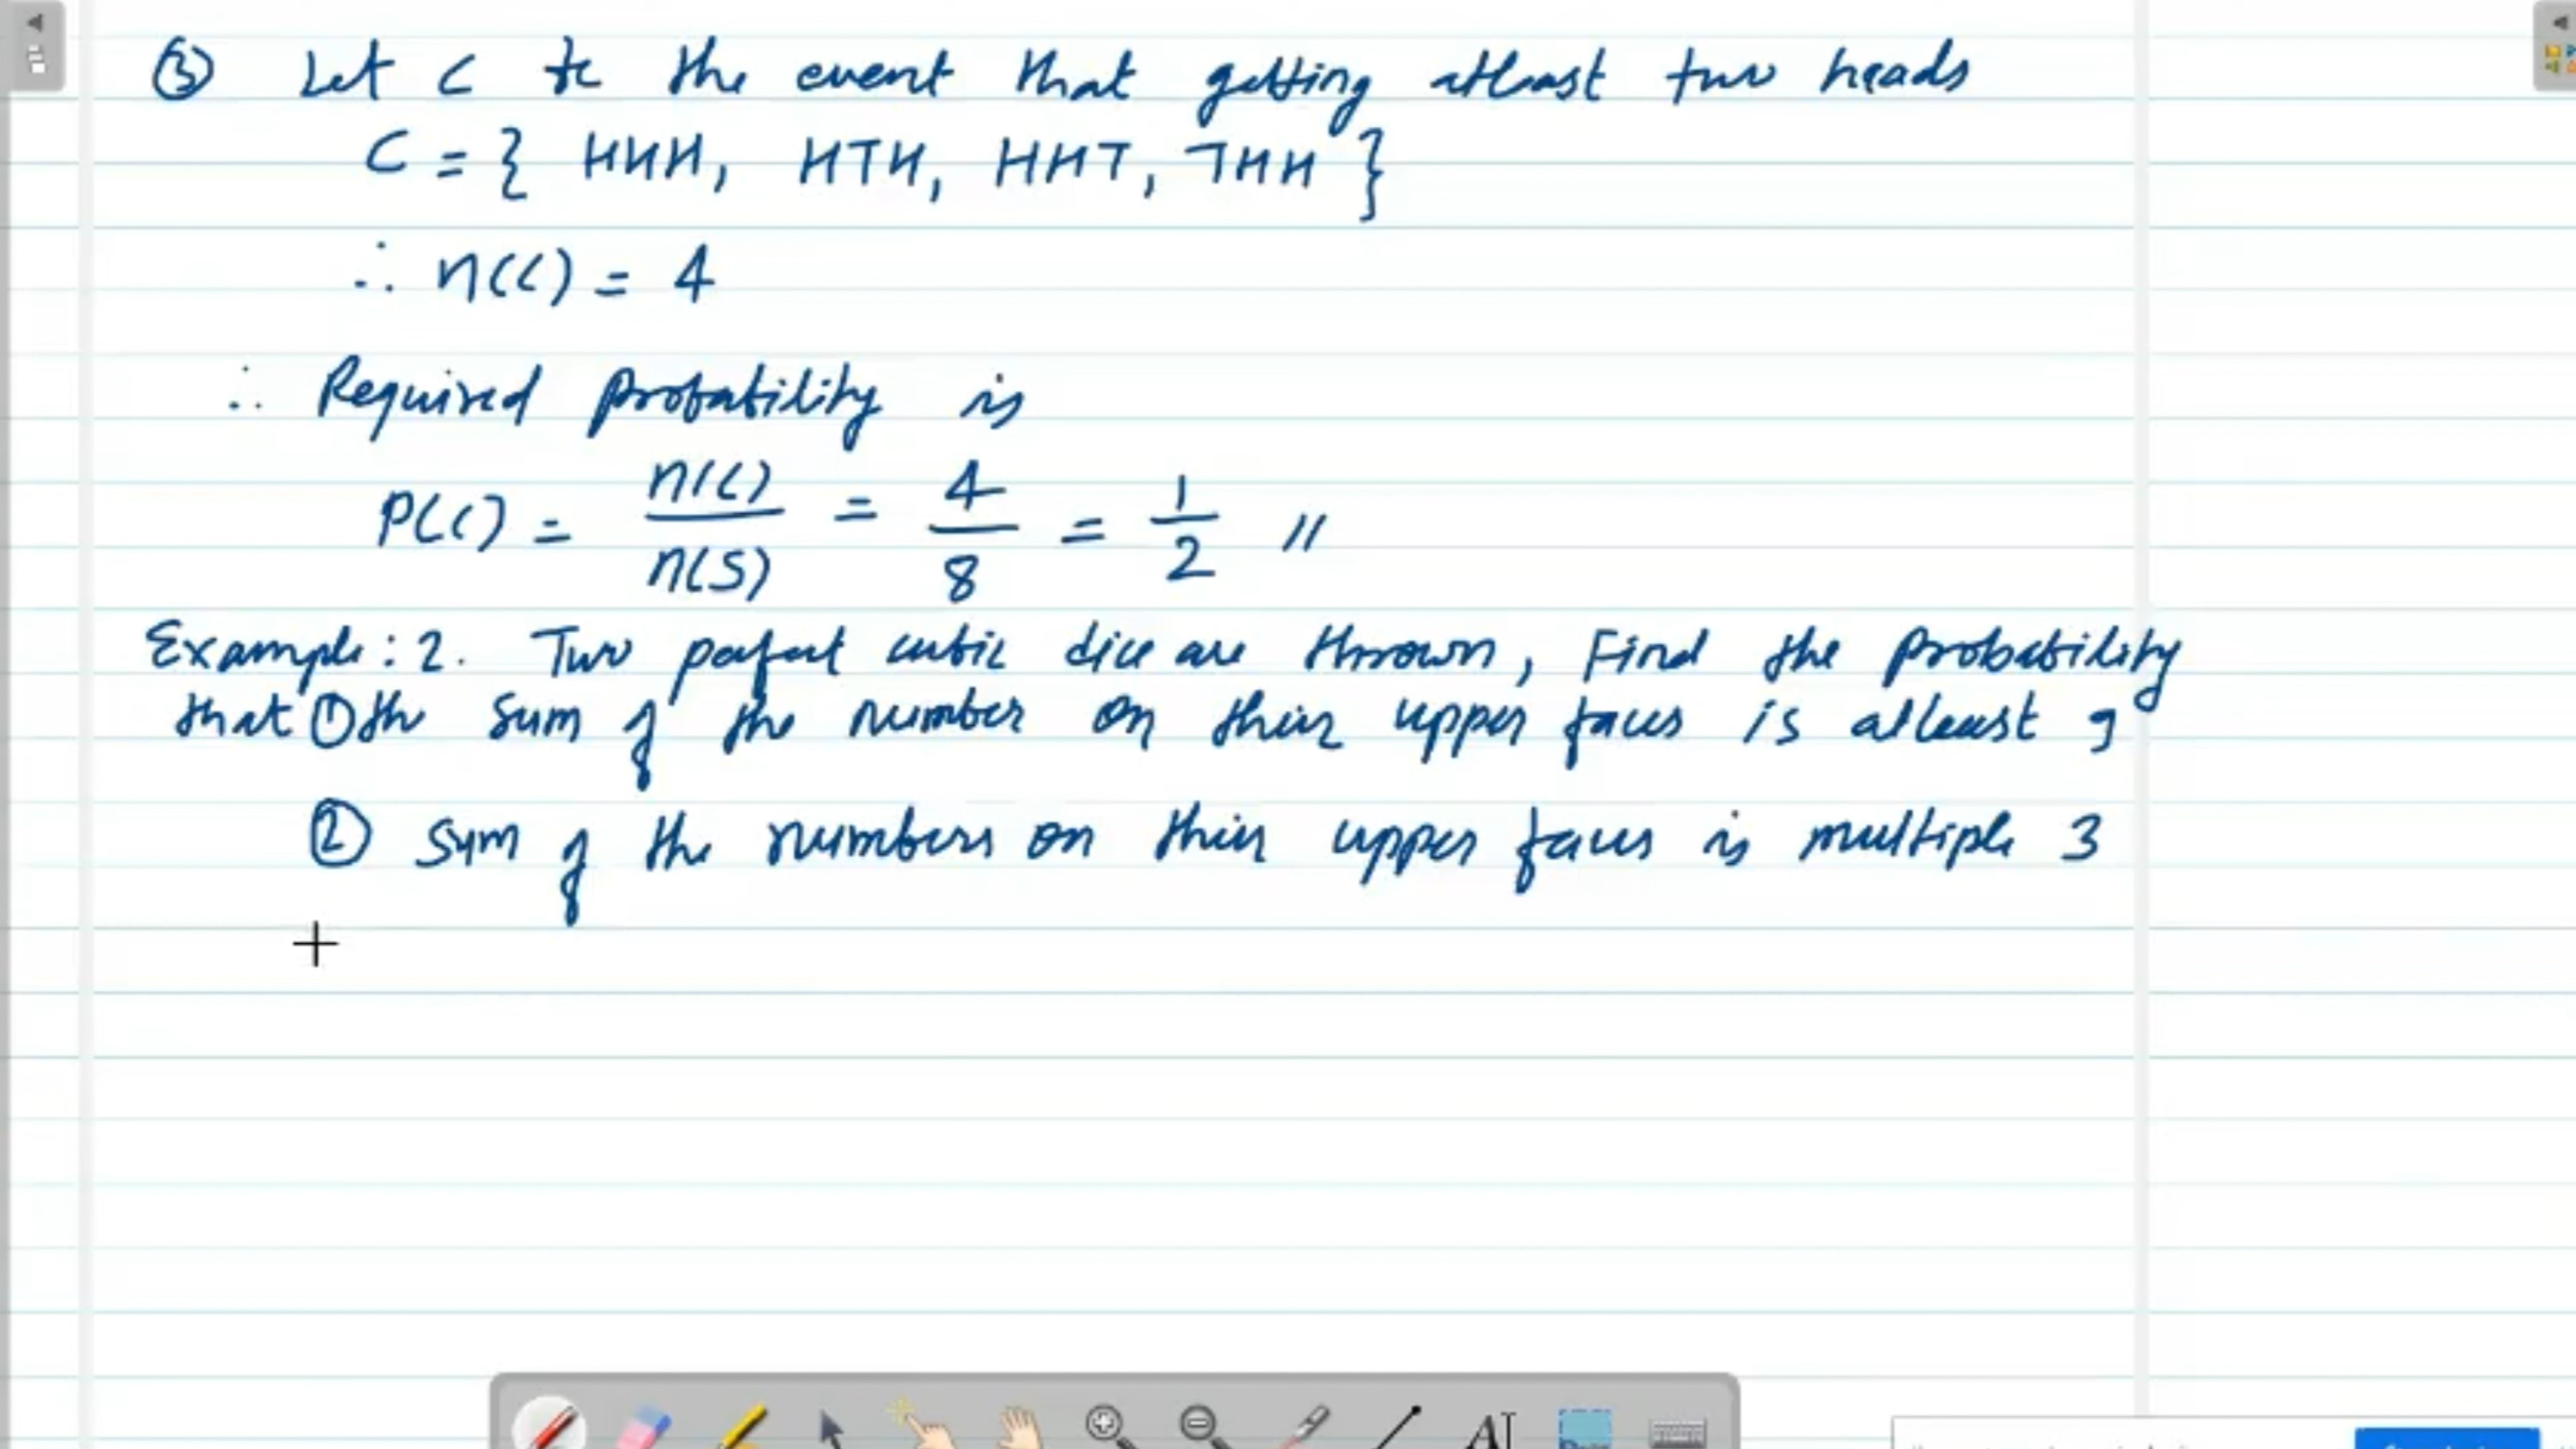 ③ Let C be the event that getting atleast two heads
C = { HHH, HTH, HHT, THH }
∴ n(C) = 4
∴ Required probability is
P(C) = n(C)/n(S) = 4/8 = 1/2 //
Example: 2. Two perfect cubic dice are thrown, Find the Probability
that ① the sum of the number on their upper faces is atleast 9
② Sum of the numbers on their upper faces is multiple 3